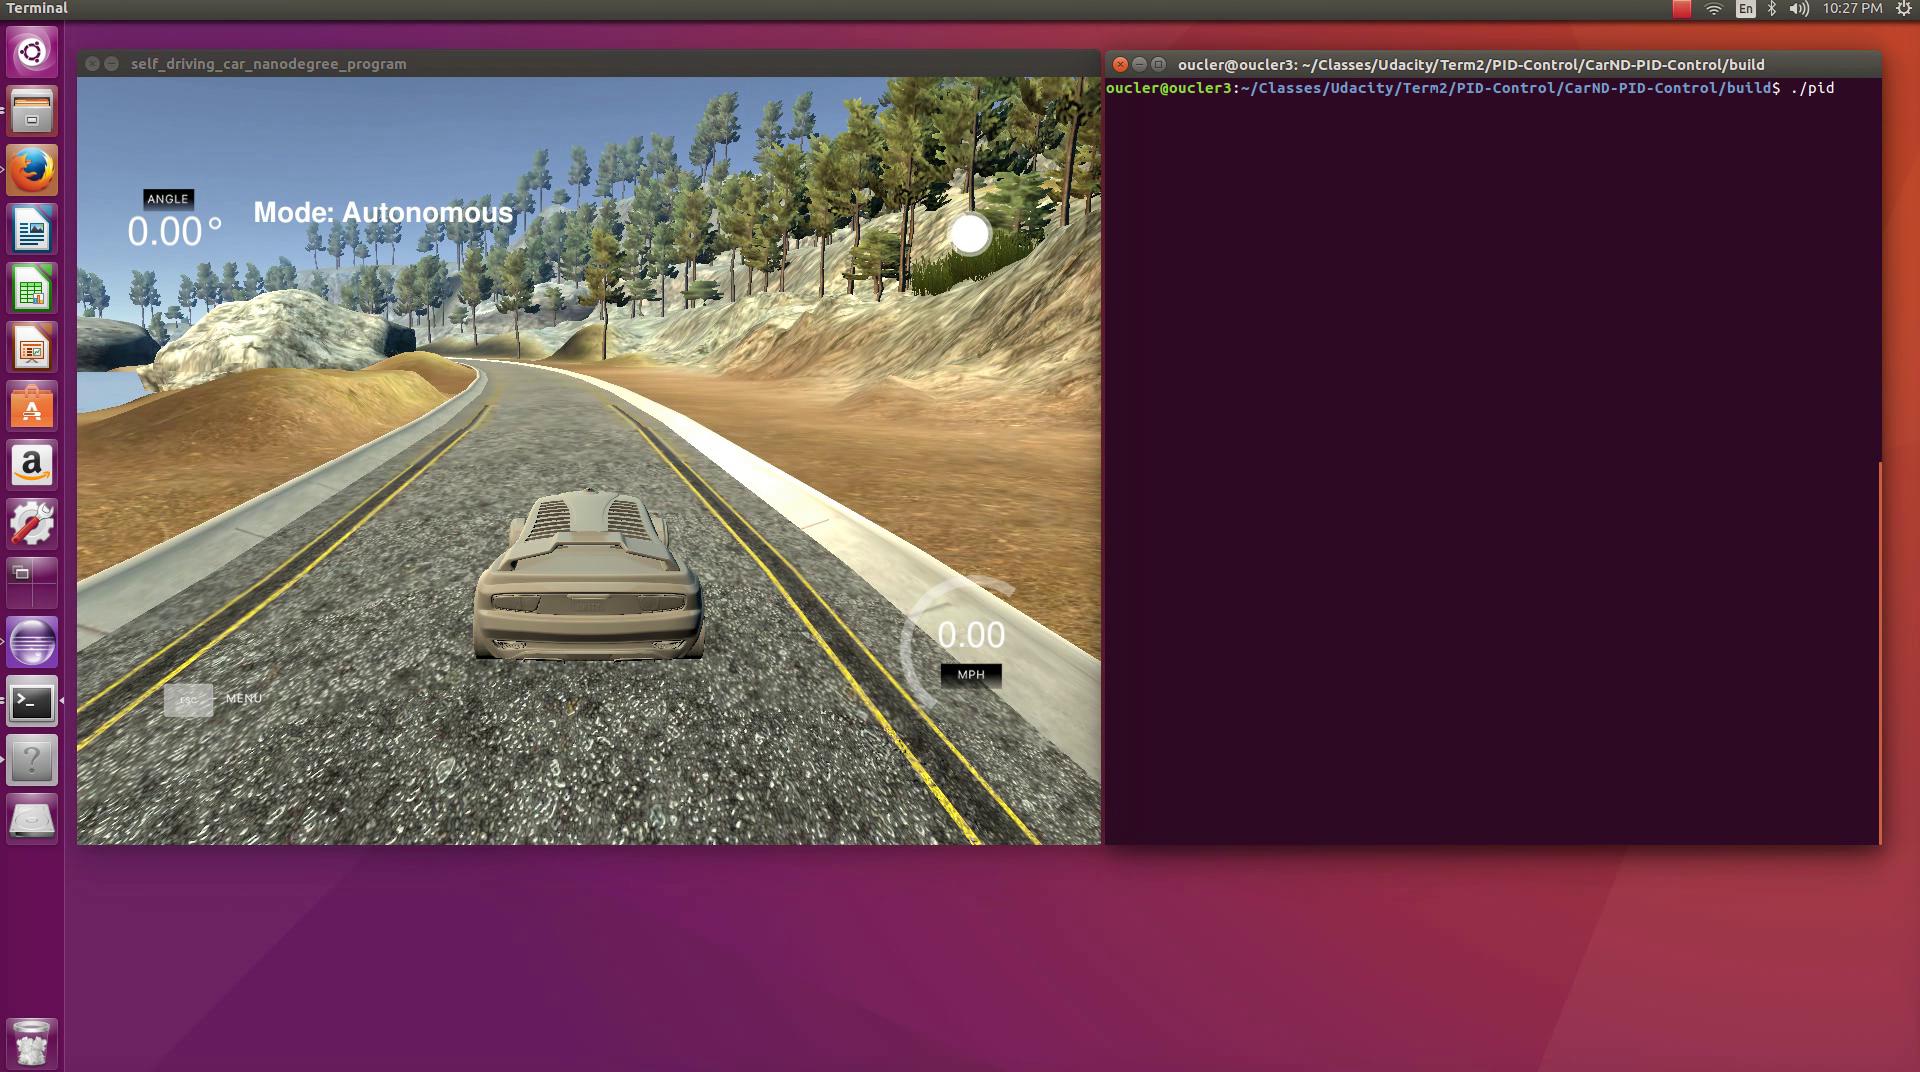 Terminal
En
10:27 PM
self_driving_car_nanodegree_program
oucler@oucler3: ~/Classes/Udacity/Term2/PID-Control/CarND-PID-Control/build
oucler@oucler3:~/Classes/Udacity/Term2/PID-Control/CarND-PID-Control/build$ ./pid
ANGLE
0.00°
Mode: Autonomous
0.00
MPH
esc
MENU